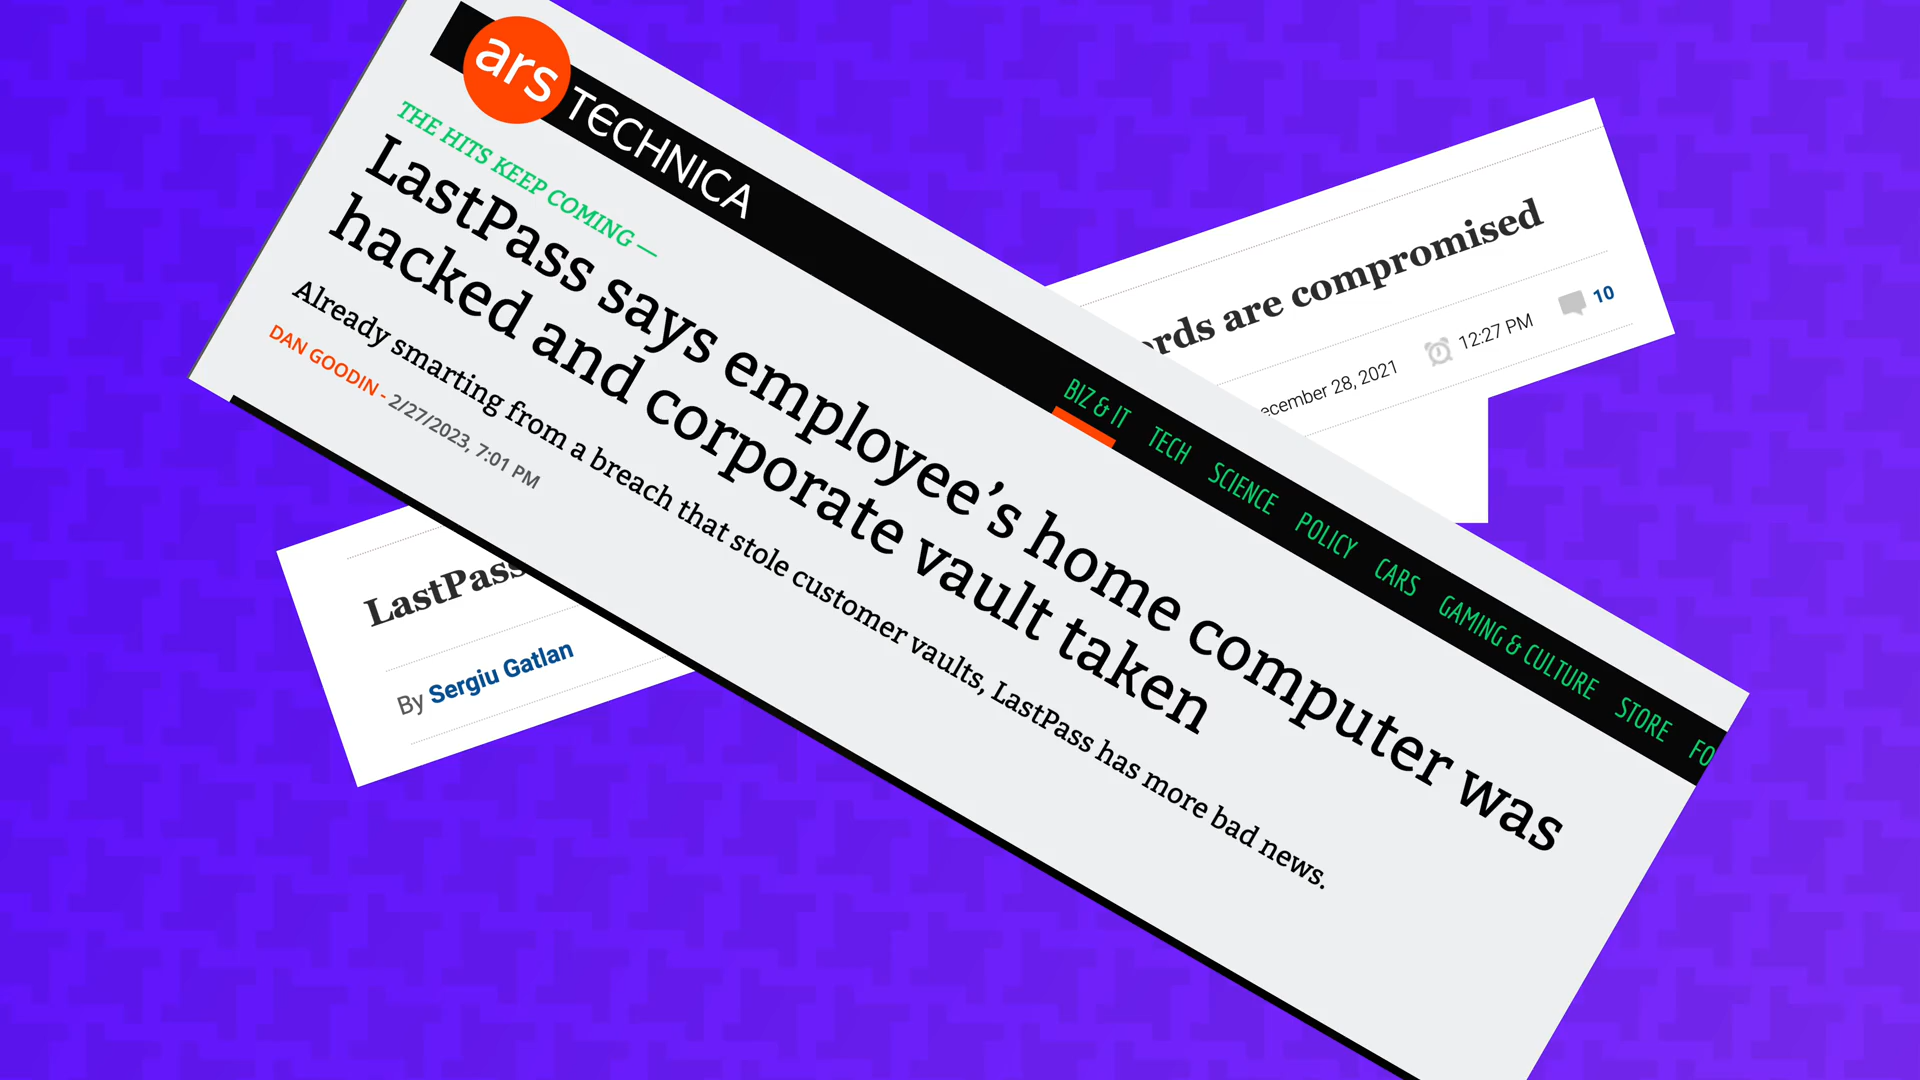 ars TECHNICA
BIZ & IT TECH SCIENCE POLICY CARS GAMING & CULTURE STORE FO
THE HITS KEEP COMING —
LastPass says employee’s home computer was
hacked and corporate vault taken
Already smarting from a breach that stole customer vaults, LastPass has more bad news.
DAN GOODIN - 2/27/2023, 7:01 PM
LastPass
ords are compromised
By Sergiu Gatlan
ecember 28, 2021 12:27 PM 10